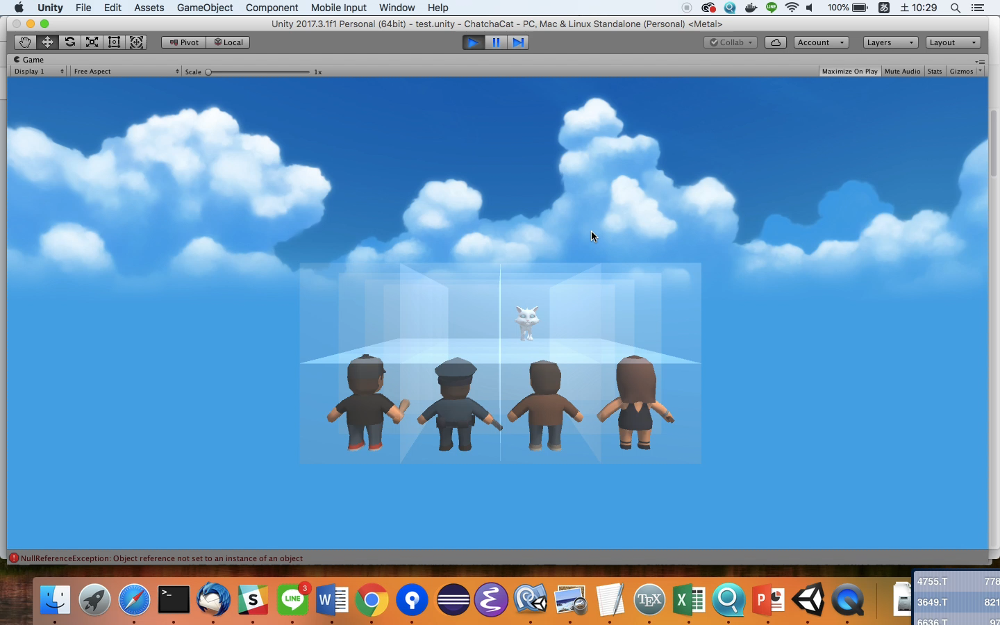 Unity File Edit Assets GameObject Component Mobile Input Window Help 100% あ 土 10:29
Unity 2017.3.1f1 Personal (64bit) - test.unity - ChatchaCat - PC, Mac & Linux Standalone (Personal) <Metal>
Pivot Local Collab Account Layers Layout
Game
Display 1 Free Aspect Scale 1x Maximize On Play Mute Audio Stats Gizmos
NullReferenceException: Object reference not set to an instance of an object
4755.T 778
3649.T 821
6636.T 97
>_ S LINE 3 W TEX X P